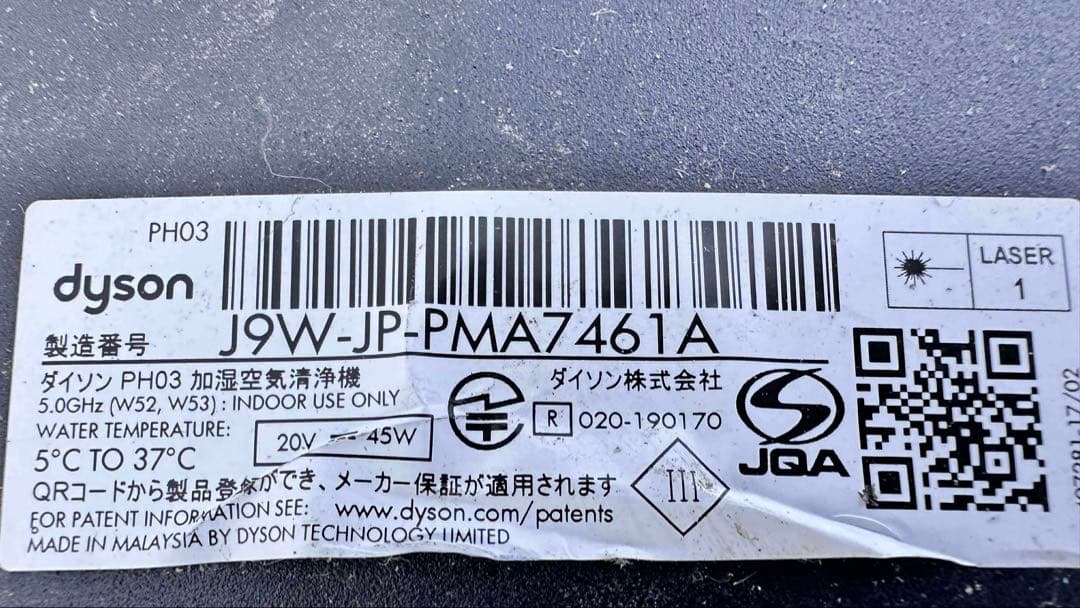 PH03
dyson
製造番号 J9W-JP-PMA7461A
LASER
1
ダイソン PH03 加湿空気清浄機
5.0GHz (W52, W53) : INDOOR USE ONLY
WATER TEMPERATURE:
5°C TO 37°C
20V ⎓ 45W
ダイソン株式会社
R 020-190170
JQA
III
QRコードから製品登録ができ、メーカー保証が適用されます
FOR PATENT INFORMATION SEE: www.dyson.com/patents
MADE IN MALAYSIA BY DYSON TECHNOLOGY LIMITED